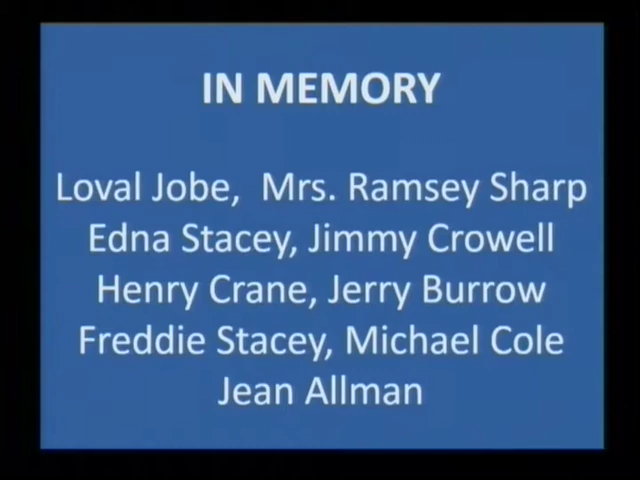 IN MEMORY
Loval Jobe,  Mrs. Ramsey Sharp
Edna Stacey, Jimmy Crowell
Henry Crane, Jerry Burrow
Freddie Stacey, Michael Cole
Jean Allman